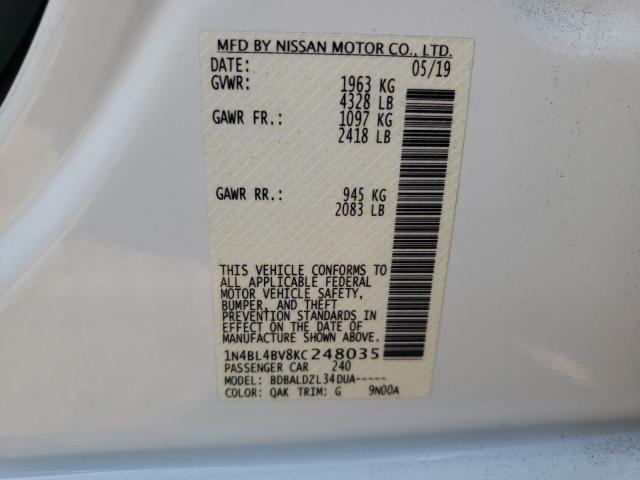 MFD BY NISSAN MOTOR CO., LTD.
DATE: 05/19
GVWR: 1963 KG
4328 LB
GAWR FR.: 1097 KG
2418 LB
GAWR RR.: 945 KG
2083 LB
THIS VEHICLE CONFORMS TO
ALL APPLICABLE FEDERAL
MOTOR VEHICLE SAFETY,
BUMPER, AND THEFT
PREVENTION STANDARDS IN
EFFECT ON THE DATE OF
MANUFACTURE SHOWN ABOVE.
1N4BL4BV8KC248035
PASSENGER CAR 240
MODEL: BDBALDZL34DUA-----
COLOR: QAK TRIM: G 9N00A